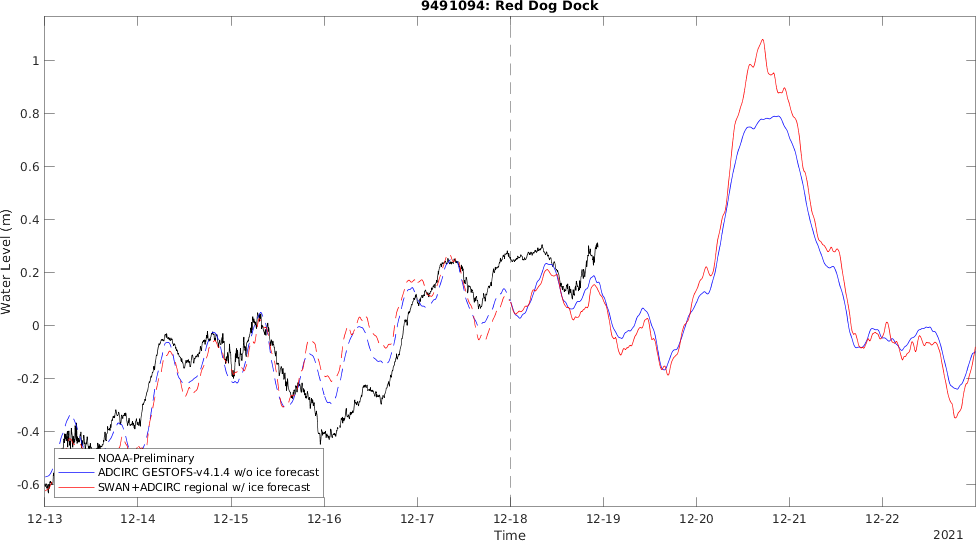 9491094: Red Dog Dock
Water Level (m)
1
0.8
0.6
0.4
0.2
0
-0.2
-0.4
-0.6
NOAA-Preliminary
ADCIRC GESTOFS-v4.1.4 w/o ice forecast
SWAN+ADCIRC regional w/ ice forecast
12-13 12-14 12-15 12-16 12-17 12-18 12-19 12-20 12-21 12-22
Time
2021